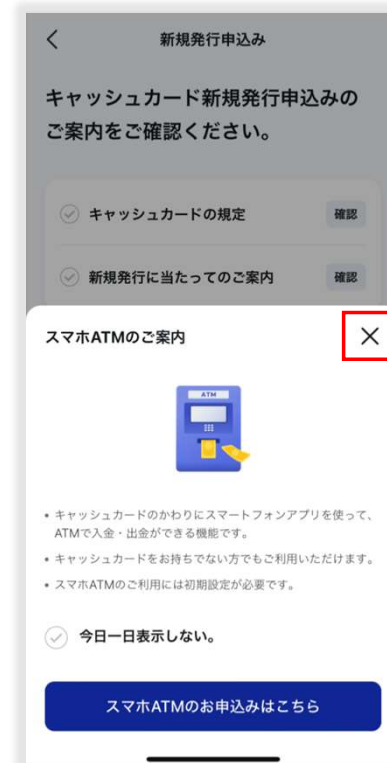 新規発行申込み
キャッシュカード新規発行申込みの
ご案内をご確認ください。
キャッシュカードの規定 確認
新規発行に当たってのご案内 確認
スマホATMのご案内
ATM
• キャッシュカードのかわりにスマートフォンアプリを使って、
ATMで入金・出金ができる機能です。
• キャッシュカードをお持ちでない方でもご利用いただけます。
• スマホATMのご利用には初期設定が必要です。
今日一日表示しない。
スマホATMのお申込みはこちら